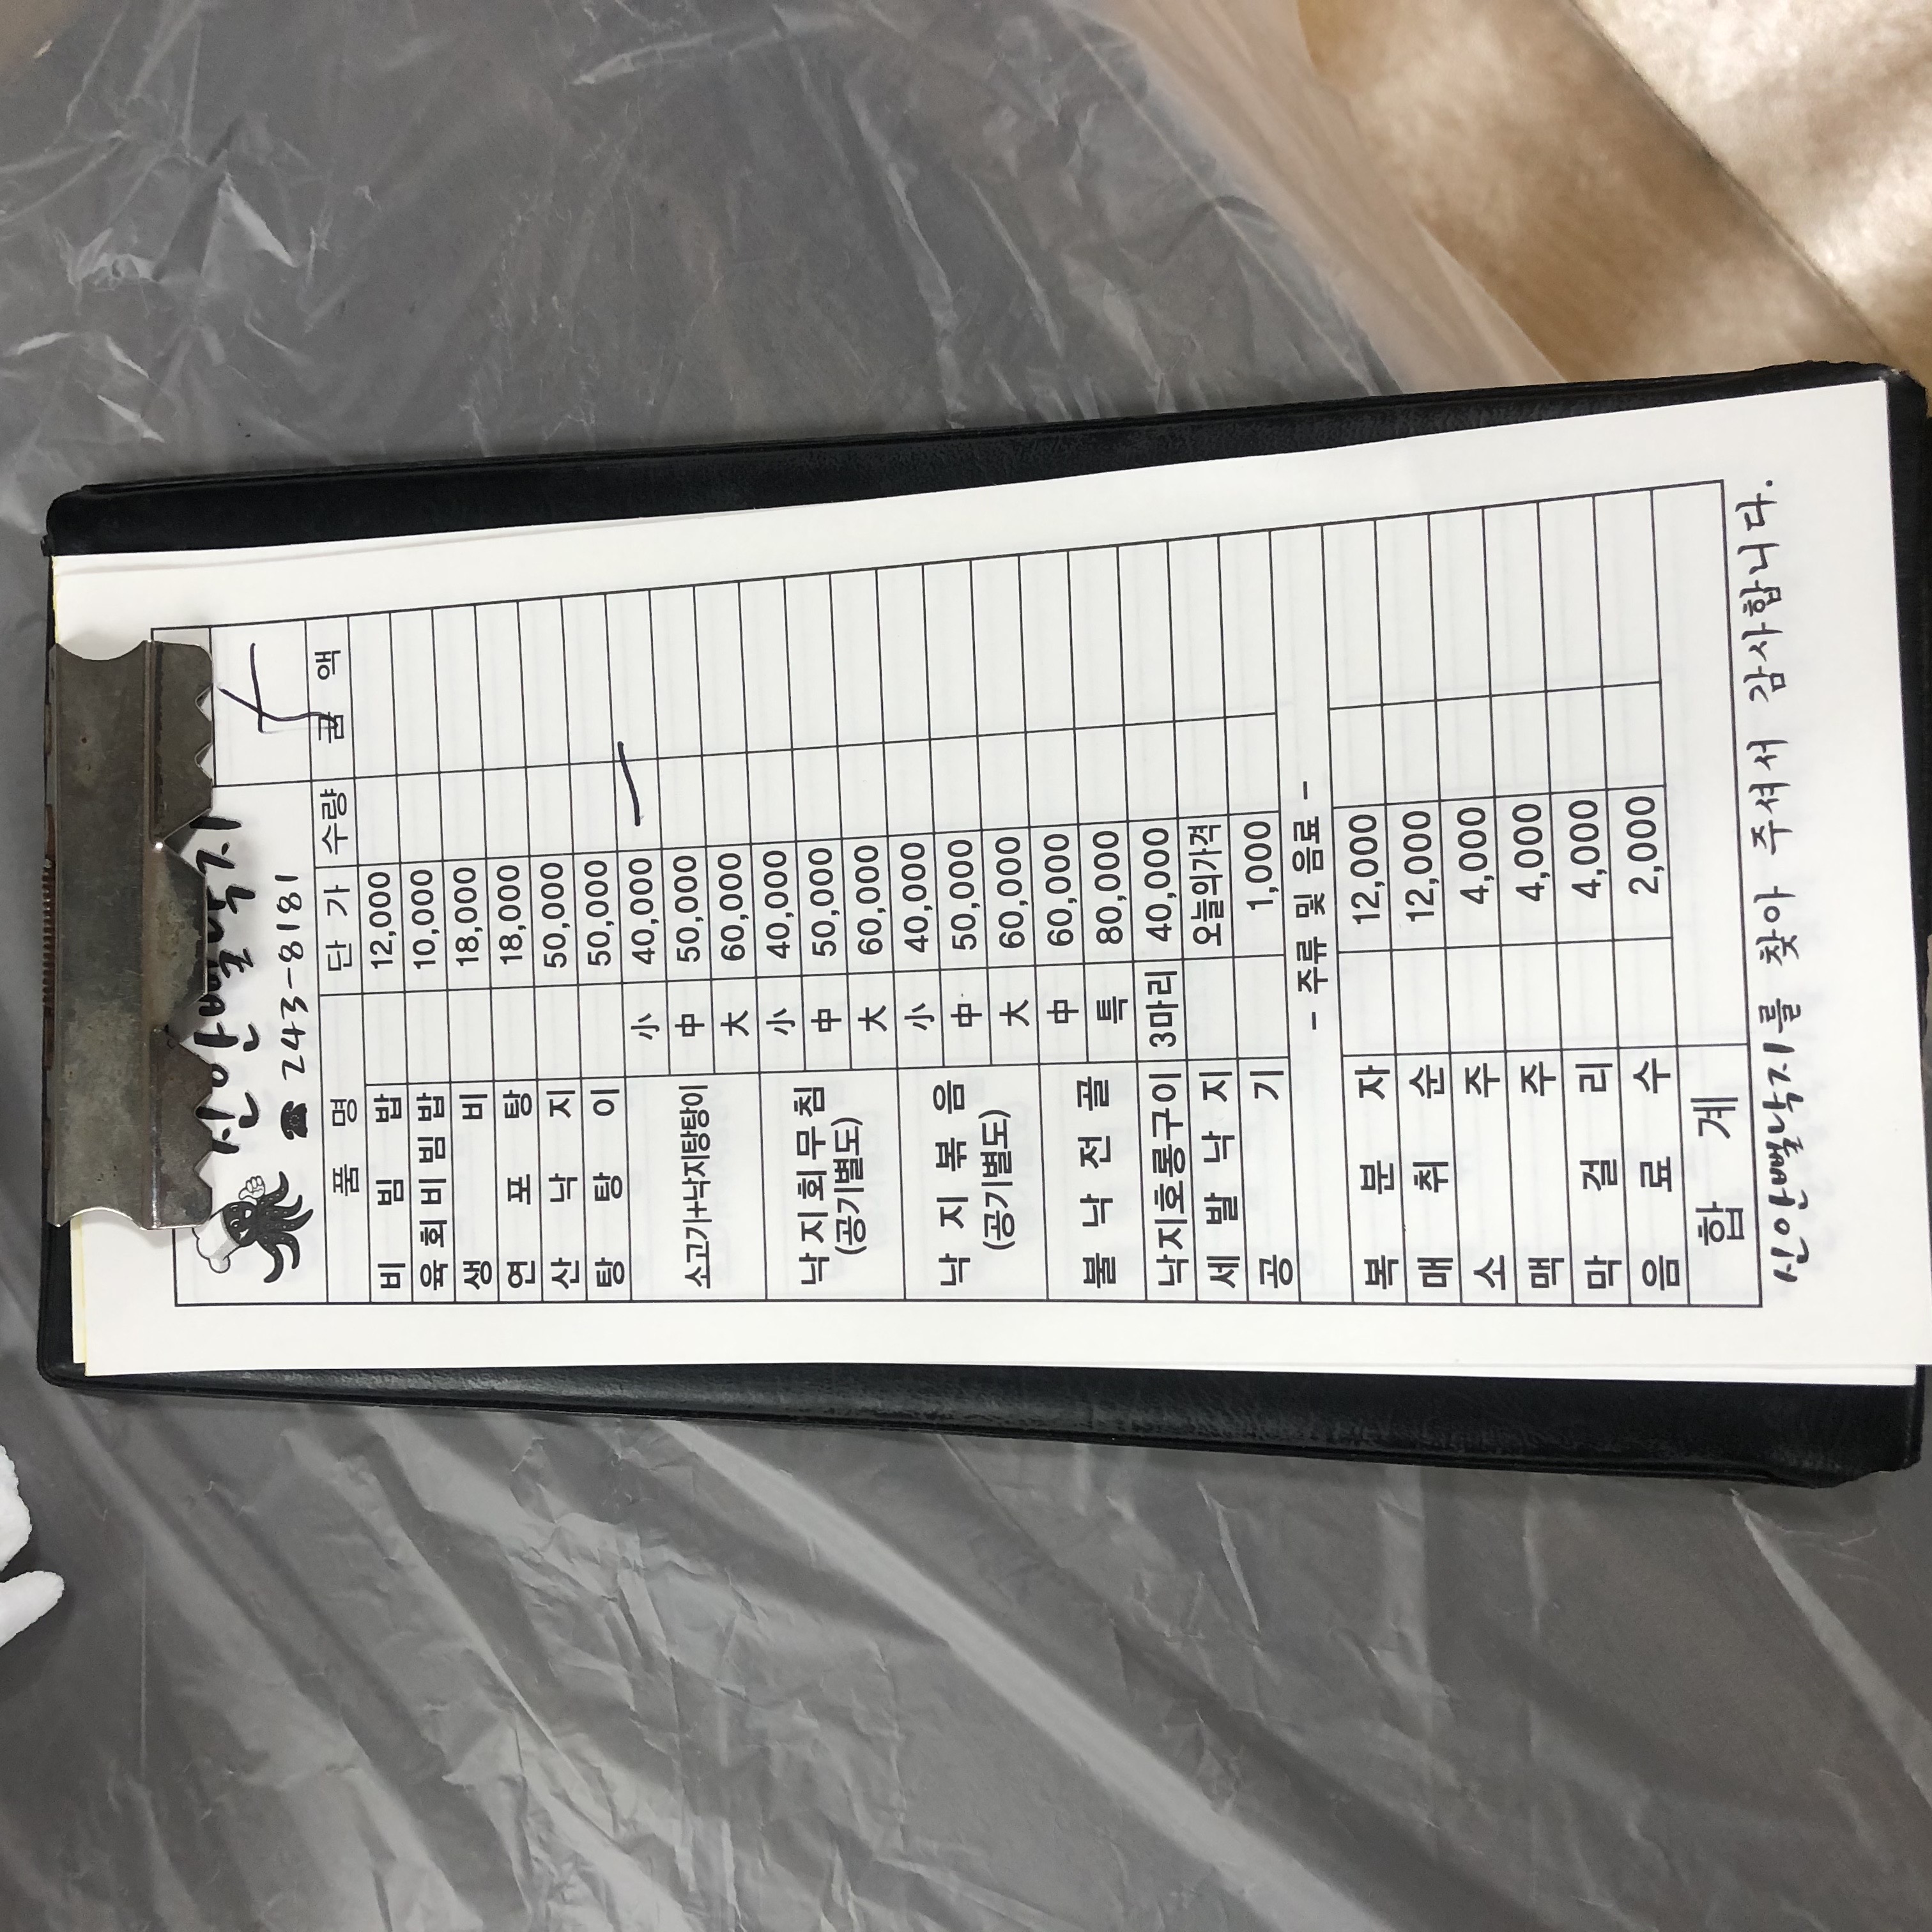 신안뻘낙지
☎ 243-8181
품 명 단 가 수량 금 액
비 빔 밥 12,000
육회비빔밥 10,000
생 비 18,000
연 포 탕 18,000
산 낙 지 50,000
탕 탕 이 50,000
소고기+낙지탕탕이 小 40,000
中 50,000
大 60,000
낙지회무침 (공기별도) 小 40,000
中 50,000
大 60,000
낙지볶음 (공기별도) 小 40,000
中 50,000
大 60,000
불낙전골 中 60,000
특 80,000
낙지호롱구이 3마리 40,000
세 발 낙 지 오늘의가격
공 기 1,000
- 주류 및 음료 -
복 분 자 12,000
매 취 순 12,000
소 주 4,000
맥 주 4,000
막 걸 리 4,000
음 료 수 2,000
합 계
신안뻘낙지를 찾아 주셔서 감사합니다.